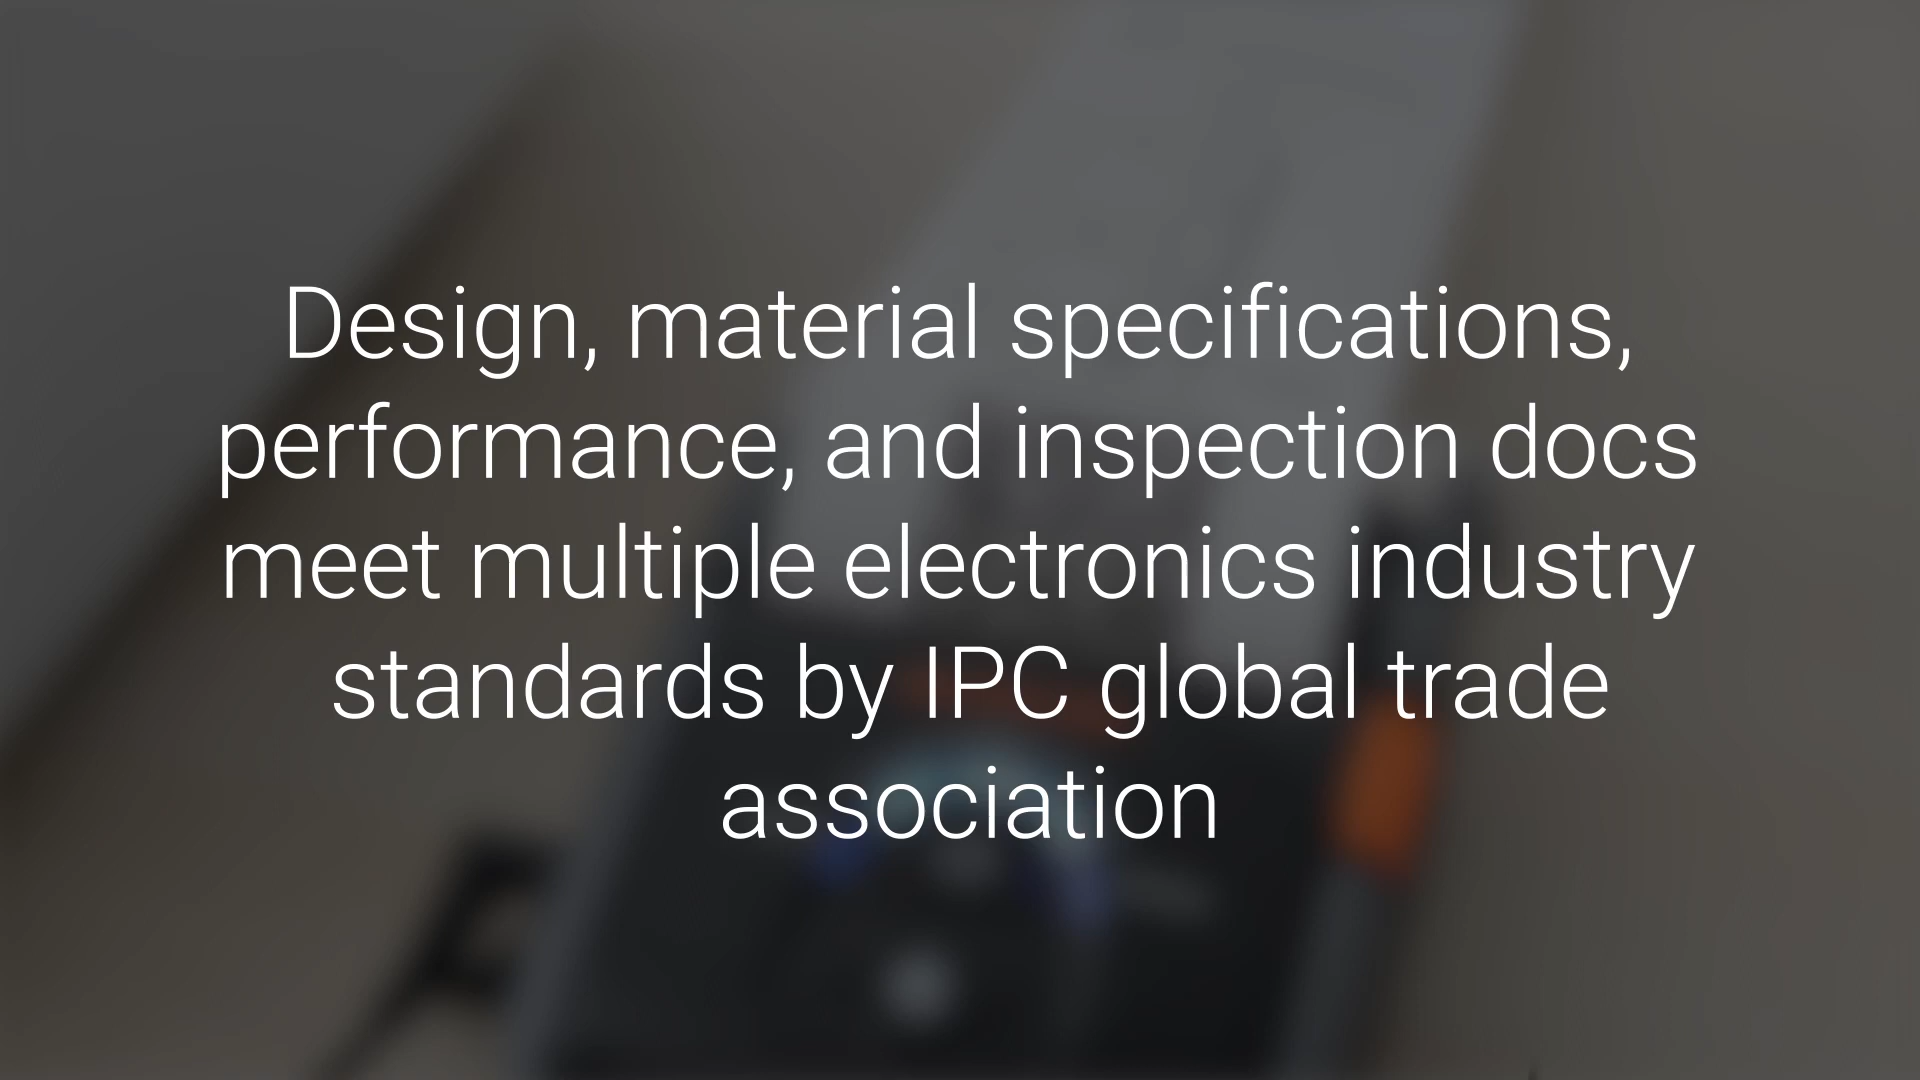 Design, material specifications,
performance, and inspection docs
meet multiple electronics industry
standards by IPC global trade
association